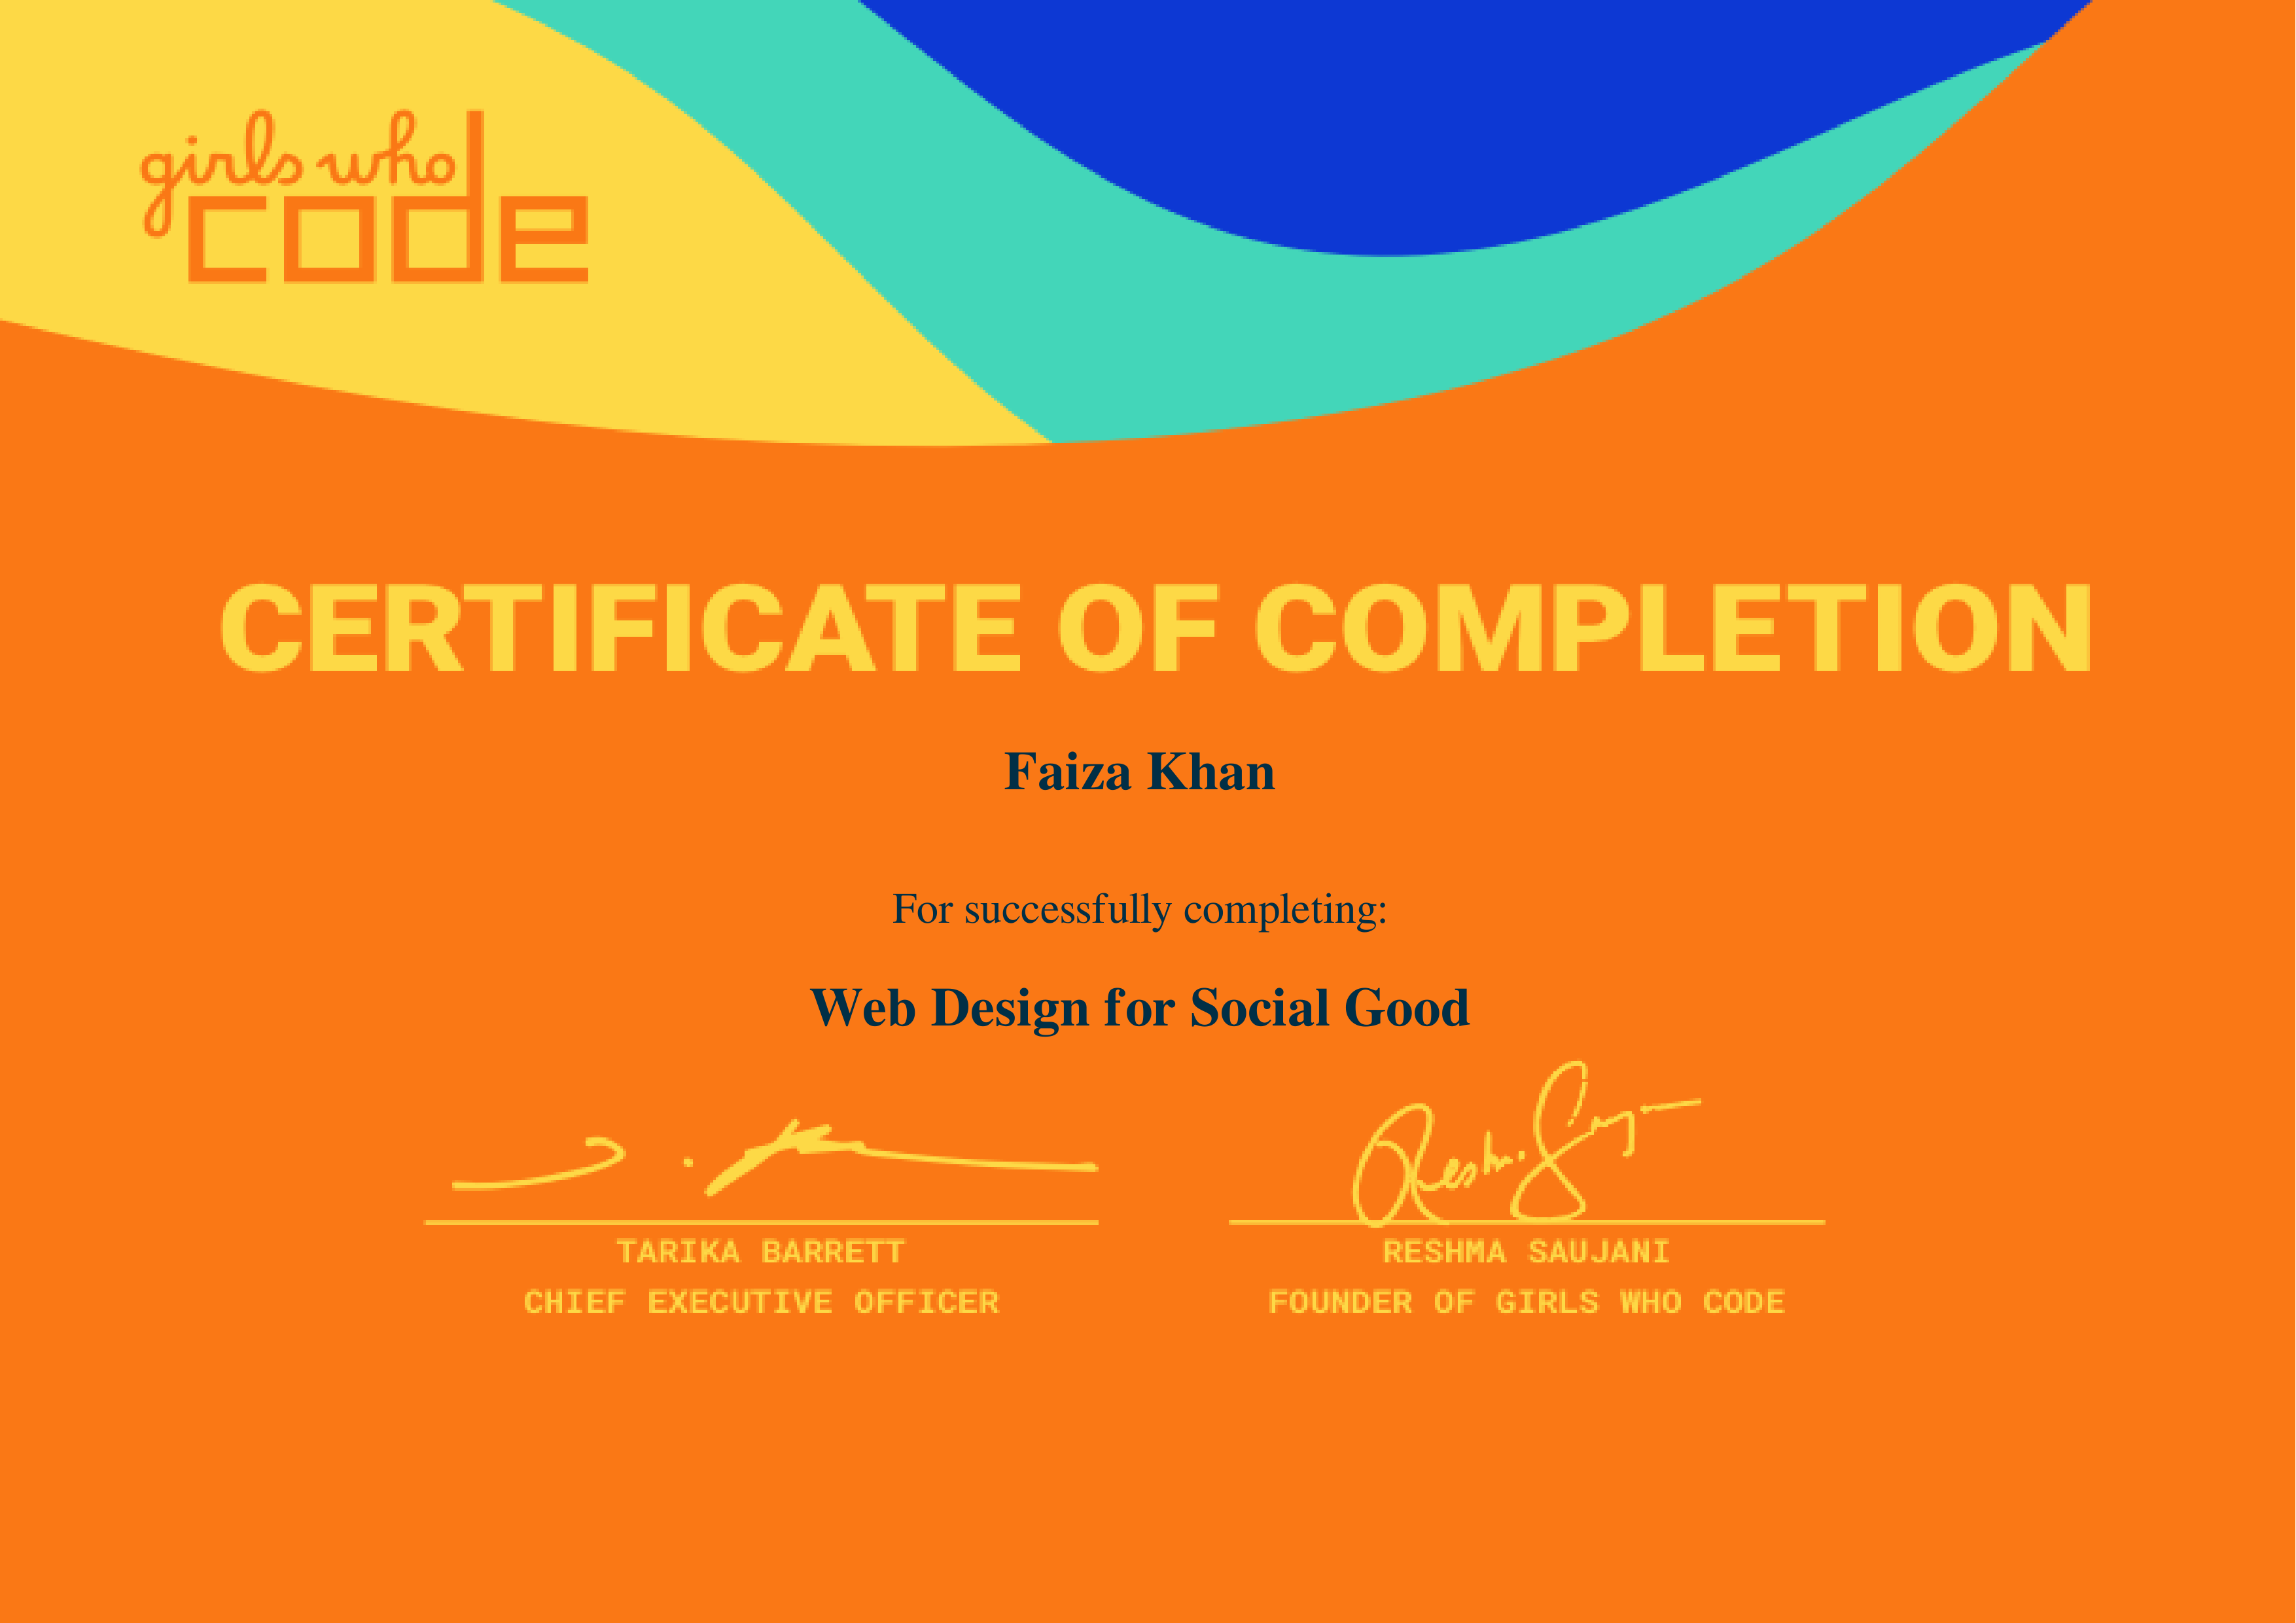 girls who
code
CERTIFICATE OF COMPLETION
Faiza Khan
For successfully completing:
Web Design for Social Good
TARIKA BARRETT
CHIEF EXECUTIVE OFFICER
Reshma
RESHMA SAUJANI
FOUNDER OF GIRLS WHO CODE